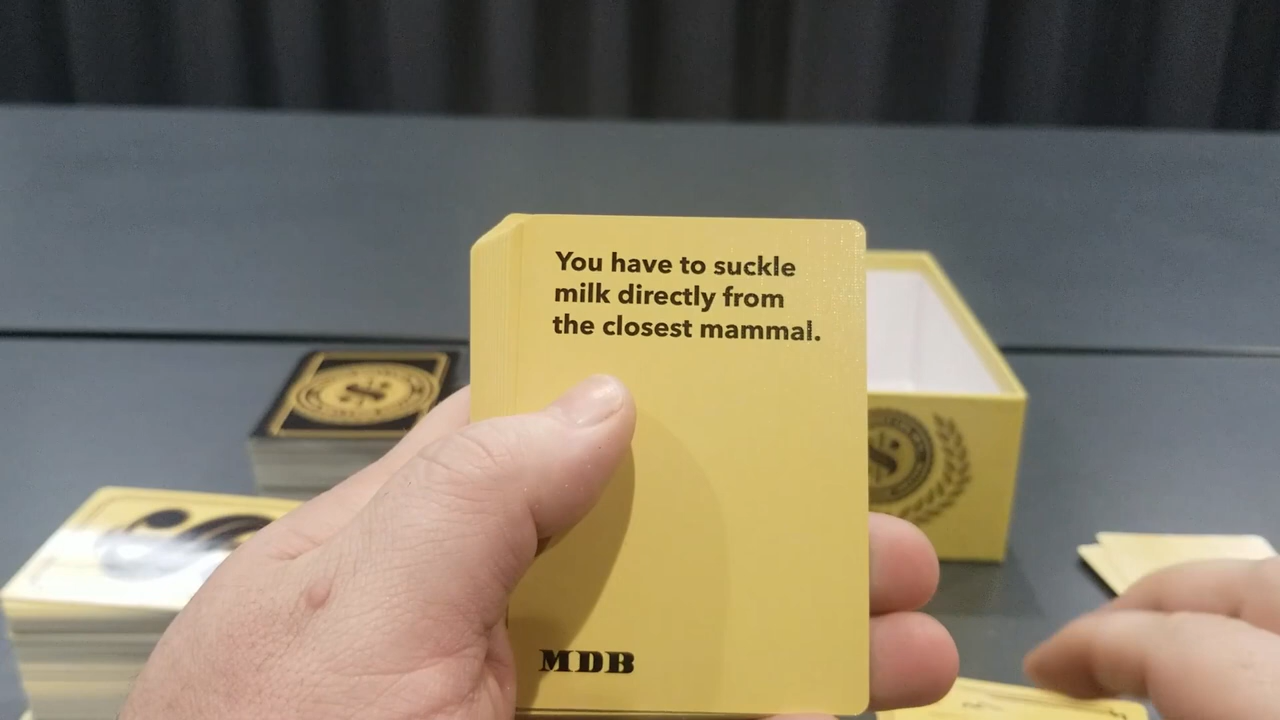 You have to suckle
milk directly from
the closest mammal.
MDB